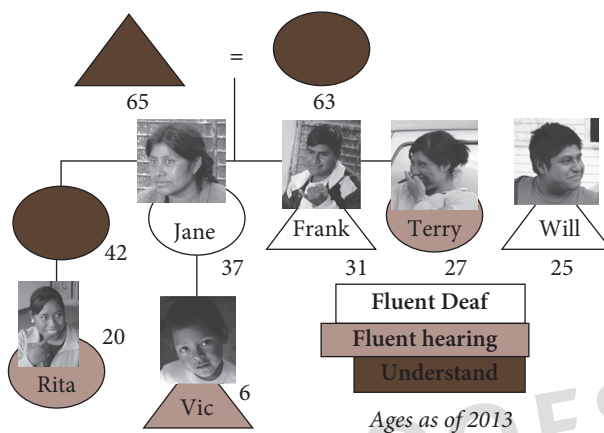 =
65
63
42
Jane
37
Frank
31
Terry
27
Will
25
20
Rita
Vic
6
Fluent Deaf
Fluent hearing
Understand
Ages as of 2013